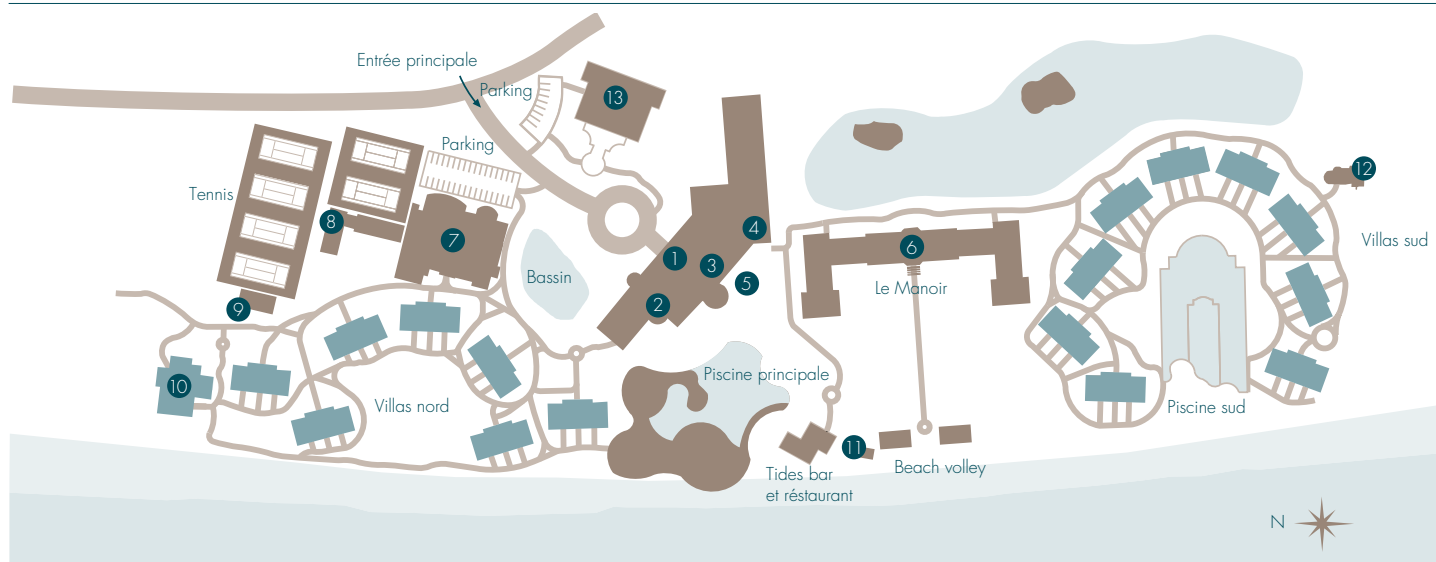 Entrée principale
Parking
13
Parking
Tennis
8
7
4
1
3
5
2
Bassin
6
Le Manoir
12
Villas sud
9
10
Villas nord
Piscine principale
Piscine sud
11
Beach volley
Tides bar
et réstaurant
N